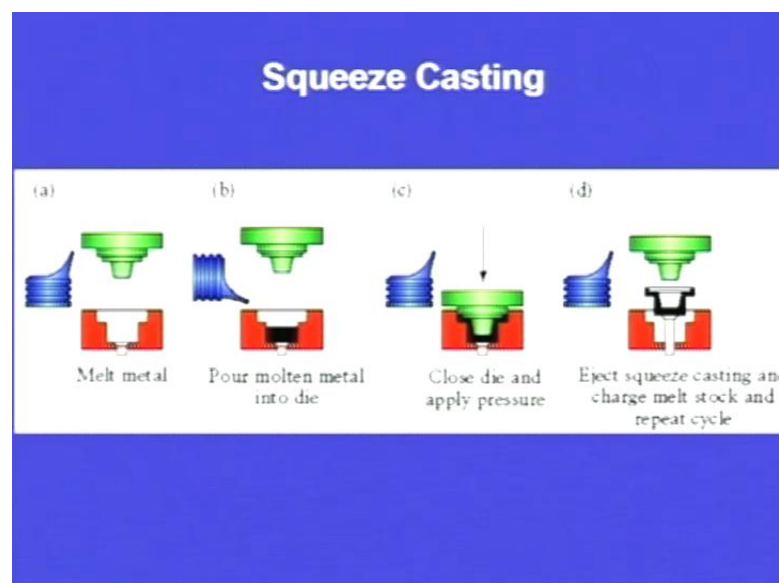 Squeeze Casting
(a)
(b)
(c)
(d)
Melt metal
Pour molten metal
into die
Close die and
apply pressure
Eject squeeze casting and
charge melt stock and
repeat cycle